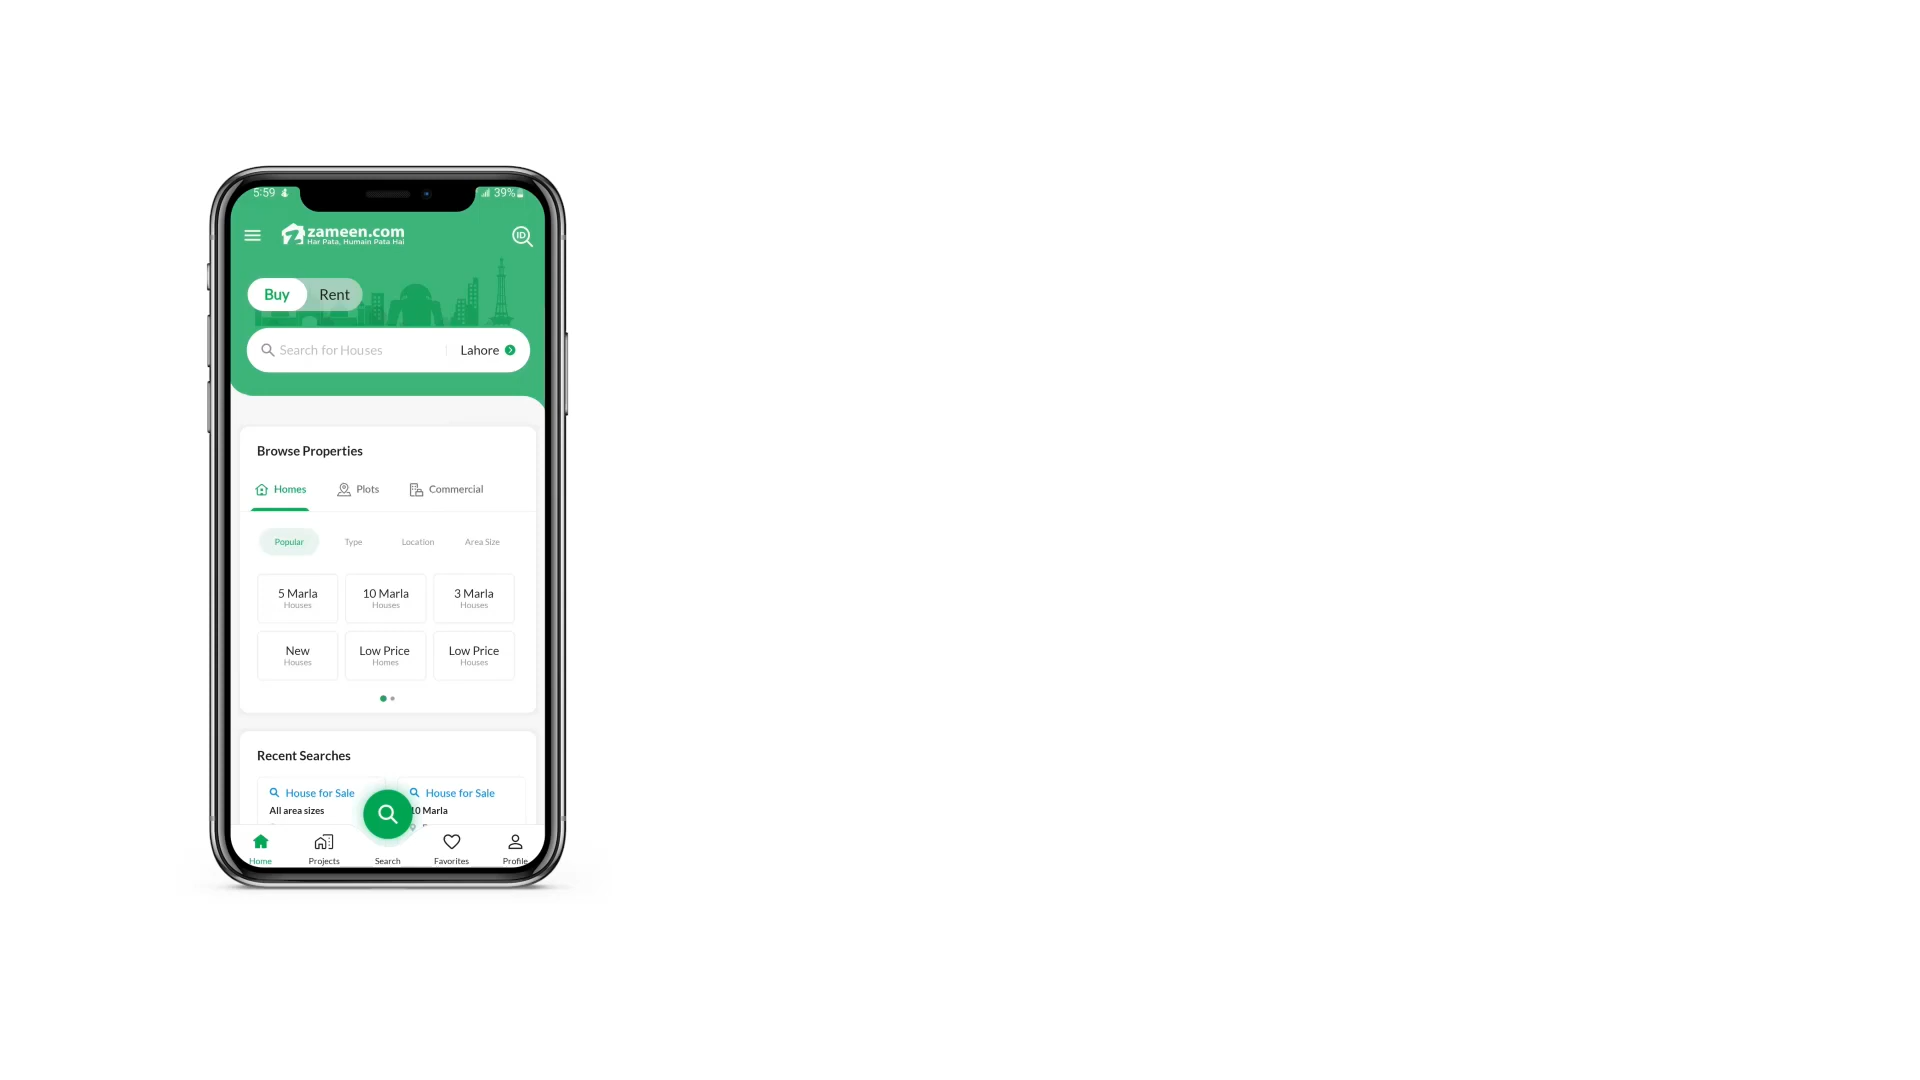 5:59
39%
zameen.com
Har Pata, Humain Pata Hai
ID
Buy
Rent
Search for Houses
Lahore
Browse Properties
Homes
Plots
Commercial
Popular
Type
Location
Area Size
5 Marla
Houses
10 Marla
Houses
3 Marla
Houses
New
Houses
Low Price
Homes
Low Price
Houses
Recent Searches
House for Sale
All area sizes
House for Sale
10 Marla
Home
Projects
Search
Favorites
Profile